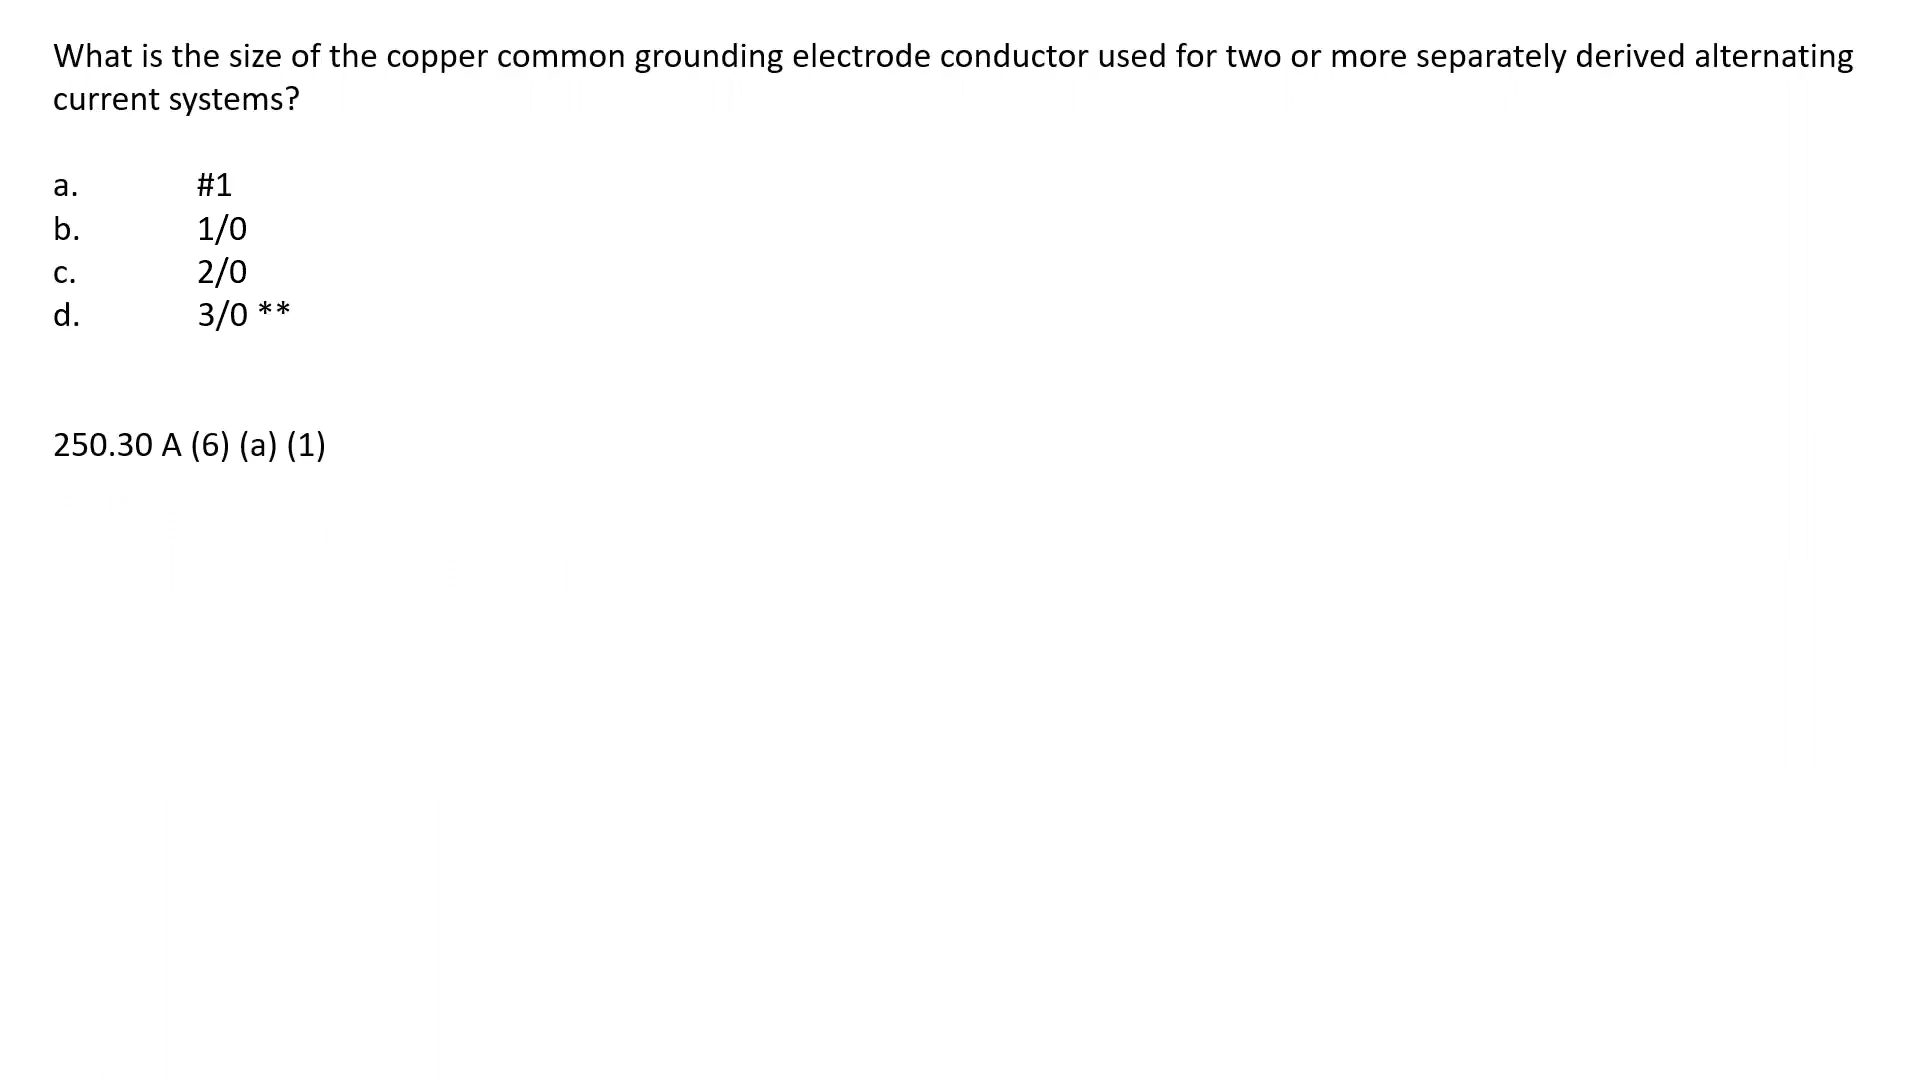 What is the size of the copper common grounding electrode conductor used for two or more separately derived alternating
current systems?
a. #1
b. 1/0
c. 2/0
d. 3/0 **
250.30 A (6) (a) (1)